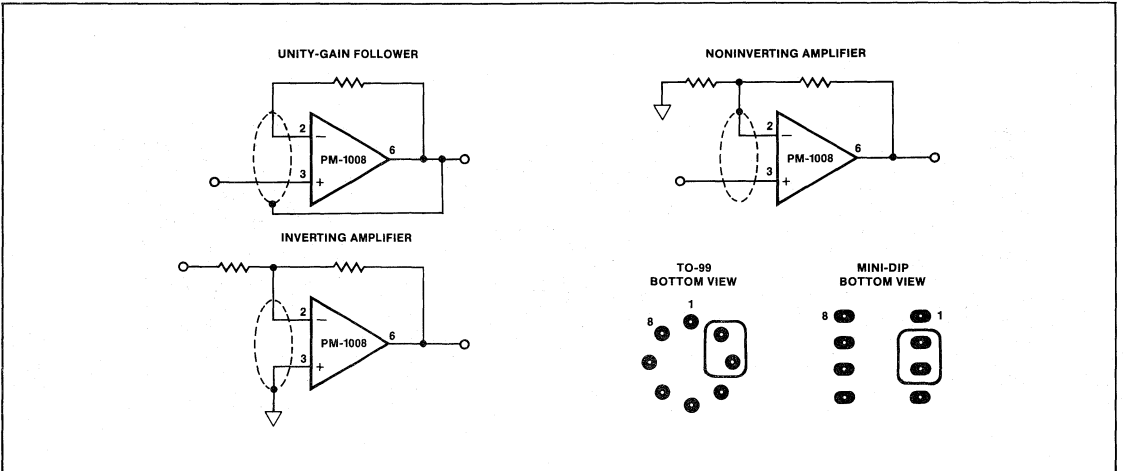 UNITY-GAIN FOLLOWER
2
−
PM-1008
6
3
+
NONINVERTING AMPLIFIER
2
−
PM-1008
6
3
+
INVERTING AMPLIFIER
2
−
PM-1008
6
3
+
TO-99
BOTTOM VIEW
1
8
MINI-DIP
BOTTOM VIEW
8
1